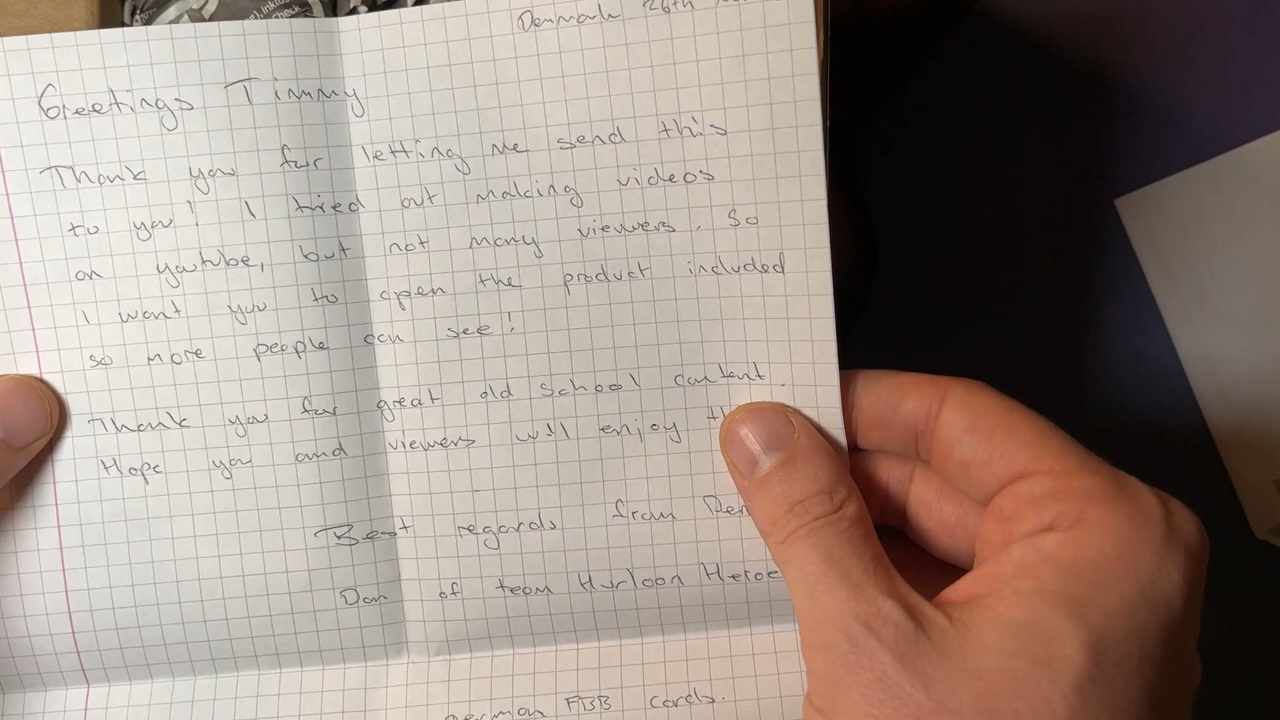 Check
Denmark 26th
Greetings Timmy
Thank you for letting me send this
to you! I tried out making videos
on youtube, but not many viewers. So
I want you to open the product included
so more people can see!
Thank you for great old school content.
Hope you and viewers will enjoy
Best regards from
Dan of team Hurloon
FBB cards.